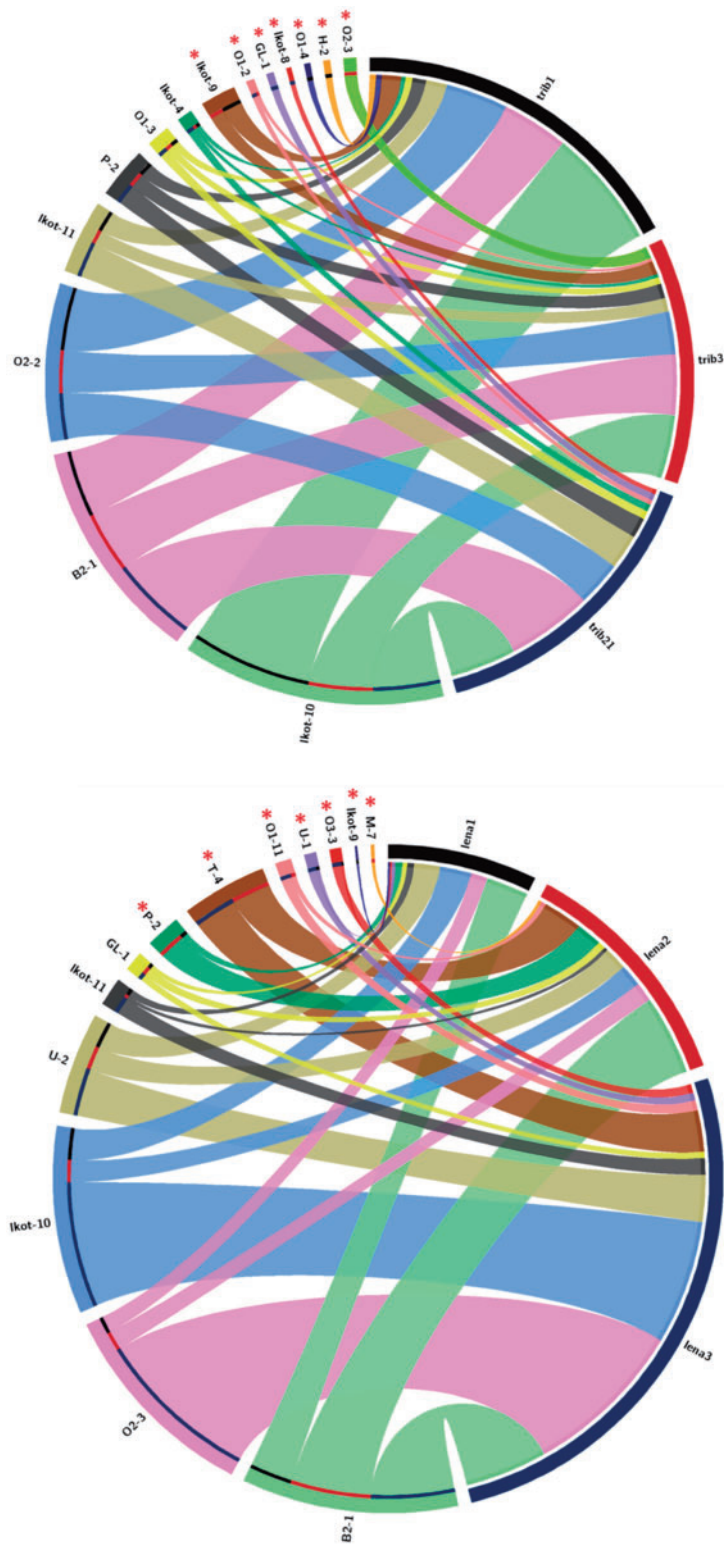 * O2-3
* H-2
* O1-4
* Ikot-8
* GL-1
* O1-2
* Ikot-9
Ikot-4
O1-3
P-2
Ikot-11
O2-2
B2-1
Ikot-10
trib1
trib3
trib21
* M-7
* Ikot-9
* O3-3
* U-1
* O1-11
* T-4
* P-2
GL-1
Ikot-11
U-2
Ikot-10
O2-3
B2-1
lena1
lena2
lena3